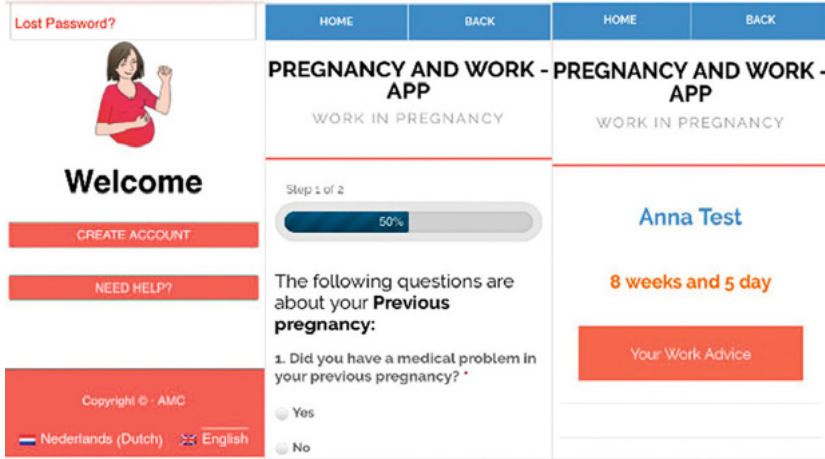 Lost Password?
Welcome
CREATE ACCOUNT
NEED HELP?
Copyright © · AMC
Nederlands (Dutch) English
HOME BACK
PREGNANCY AND WORK -
APP
WORK IN PREGNANCY
Step 1 of 2
50%
The following questions are
about your Previous
pregnancy:
1. Did you have a medical problem in
your previous pregnancy? *
Yes
No
HOME BACK
PREGNANCY AND WORK -
APP
WORK IN PREGNANCY
Anna Test
8 weeks and 5 day
Your Work Advice